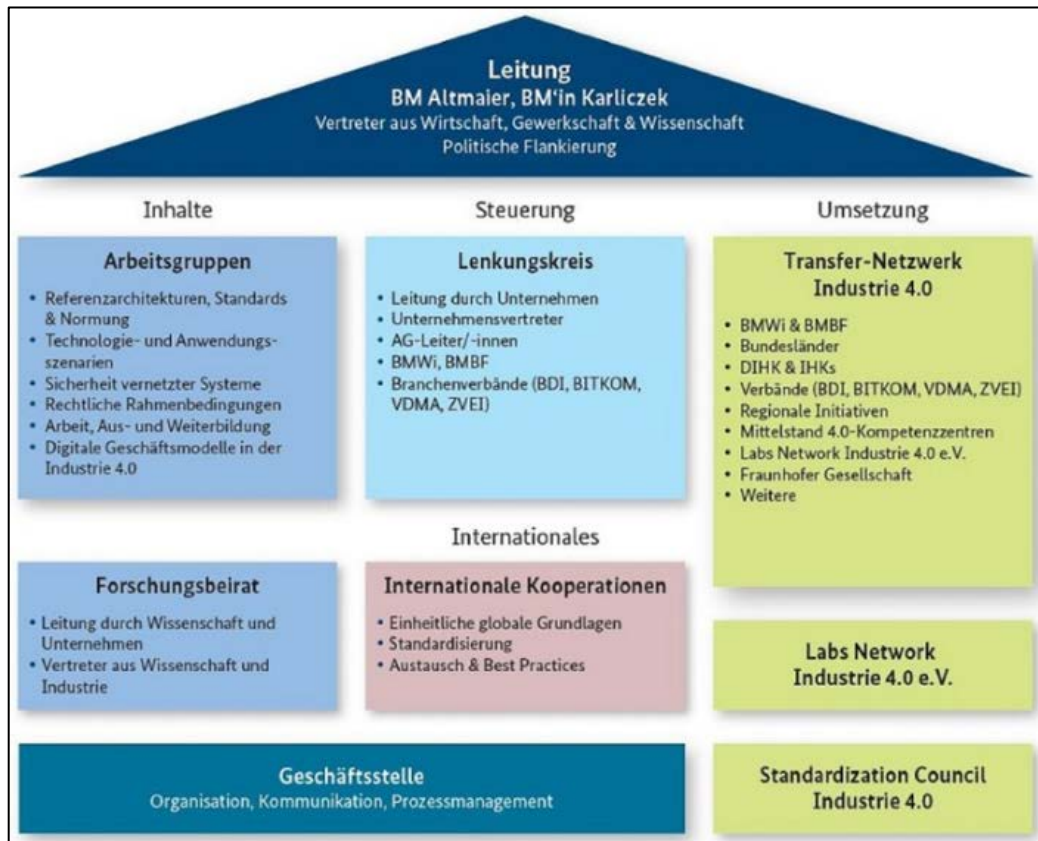 Leitung
BM Altmaier, BM‘in Karliczek
Vertreter aus Wirtschaft, Gewerkschaft & Wissenschaft
Politische Flankierung
Inhalte
Arbeitsgruppen
• Referenzarchitekturen, Standards
& Normung
• Technologie- und Anwendungs-
szenarien
• Sicherheit vernetzter Systeme
• Rechtliche Rahmenbedingungen
• Arbeit, Aus- und Weiterbildung
• Digitale Geschäftsmodelle in der
Industrie 4.0
Forschungsbeirat
• Leitung durch Wissenschaft und
Unternehmen
• Vertreter aus Wissenschaft und
Industrie
Steuerung
Lenkungskreis
• Leitung durch Unternehmen
• Unternehmensvertreter
• AG-Leiter/-innen
• BMWi, BMBF
• Branchenverbände (BDI, BITKOM,
VDMA, ZVEI)
Internationales
Internationale Kooperationen
• Einheitliche globale Grundlagen
• Standardisierung
• Austausch & Best Practices
Umsetzung
Transfer-Netzwerk
Industrie 4.0
• BMWi & BMBF
• Bundesländer
• DIHK & IHKs
• Verbände (BDI, BITKOM, VDMA, ZVEI)
• Regionale Initiativen
• Mittelstand 4.0-Kompetenzzentren
• Labs Network Industrie 4.0 e.V.
• Fraunhofer Gesellschaft
• Weitere
Labs Network
Industrie 4.0 e.V.
Geschäftsstelle
Organisation, Kommunikation, Prozessmanagement
Standardization Council
Industrie 4.0